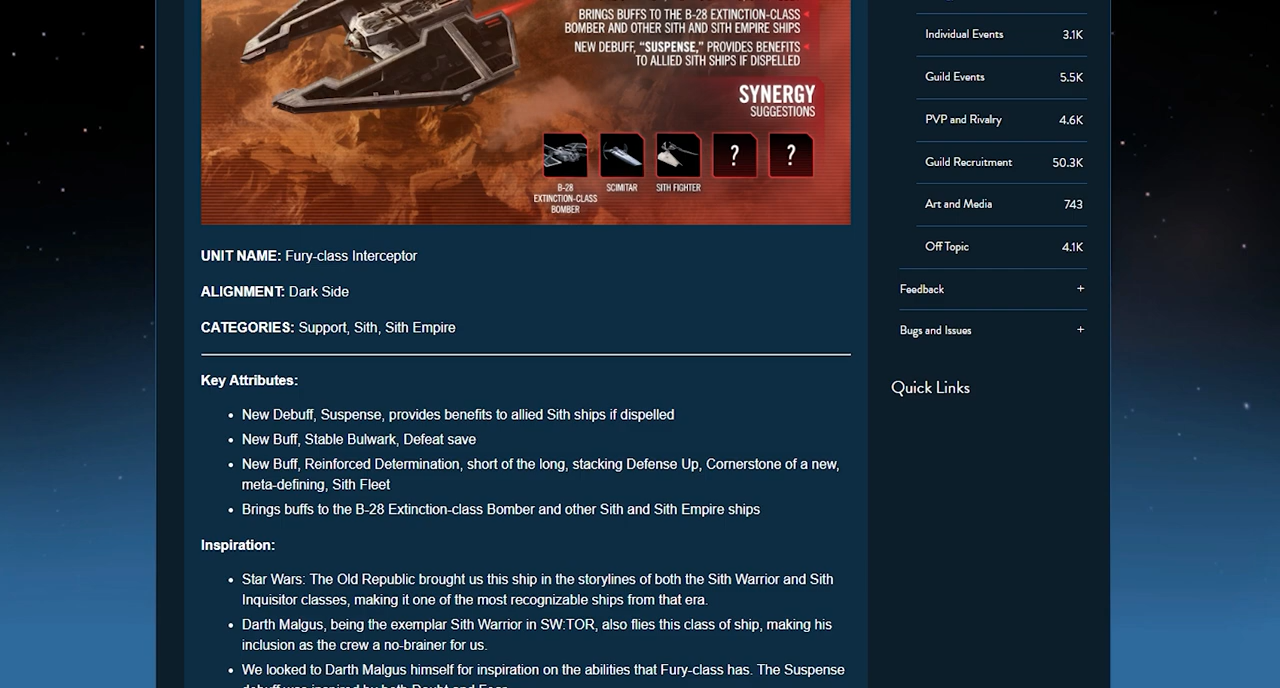 BRINGS BUFFS TO THE B-28 EXTINCTION-CLASS
BOMBER AND OTHER SITH AND SITH EMPIRE SHIPS
NEW DEBUFF, “SUSPENSE,” PROVIDES BENEFITS
TO ALLIED SITH SHIPS IF DISPELLED
SYNERGY
SUGGESTIONS
? ?
B-28
EXTINCTION-CLASS
BOMBER
SCIMITAR
SITH FIGHTER
UNIT NAME: Fury-class Interceptor
ALIGNMENT: Dark Side
CATEGORIES: Support, Sith, Sith Empire
Key Attributes:
• New Debuff, Suspense, provides benefits to allied Sith ships if dispelled
• New Buff, Stable Bulwark, Defeat save
• New Buff, Reinforced Determination, short of the long, stacking Defense Up, Cornerstone of a new,
meta-defining, Sith Fleet
• Brings buffs to the B-28 Extinction-class Bomber and other Sith and Sith Empire ships
Inspiration:
• Star Wars: The Old Republic brought us this ship in the storylines of both the Sith Warrior and Sith
Inquisitor classes, making it one of the most recognizable ships from that era.
• Darth Malgus, being the exemplar Sith Warrior in SW:TOR, also flies this class of ship, making his
inclusion as the crew a no-brainer for us.
• We looked to Darth Malgus himself for inspiration on the abilities that Fury-class has. The Suspense
debuff was inspired by both Doubt and Fear.
Individual Events 3.1K
Guild Events 5.5K
PVP and Rivalry 4.6K
Guild Recruitment 50.3K
Art and Media 743
Off Topic 4.1K
Feedback +
Bugs and Issues +
Quick Links